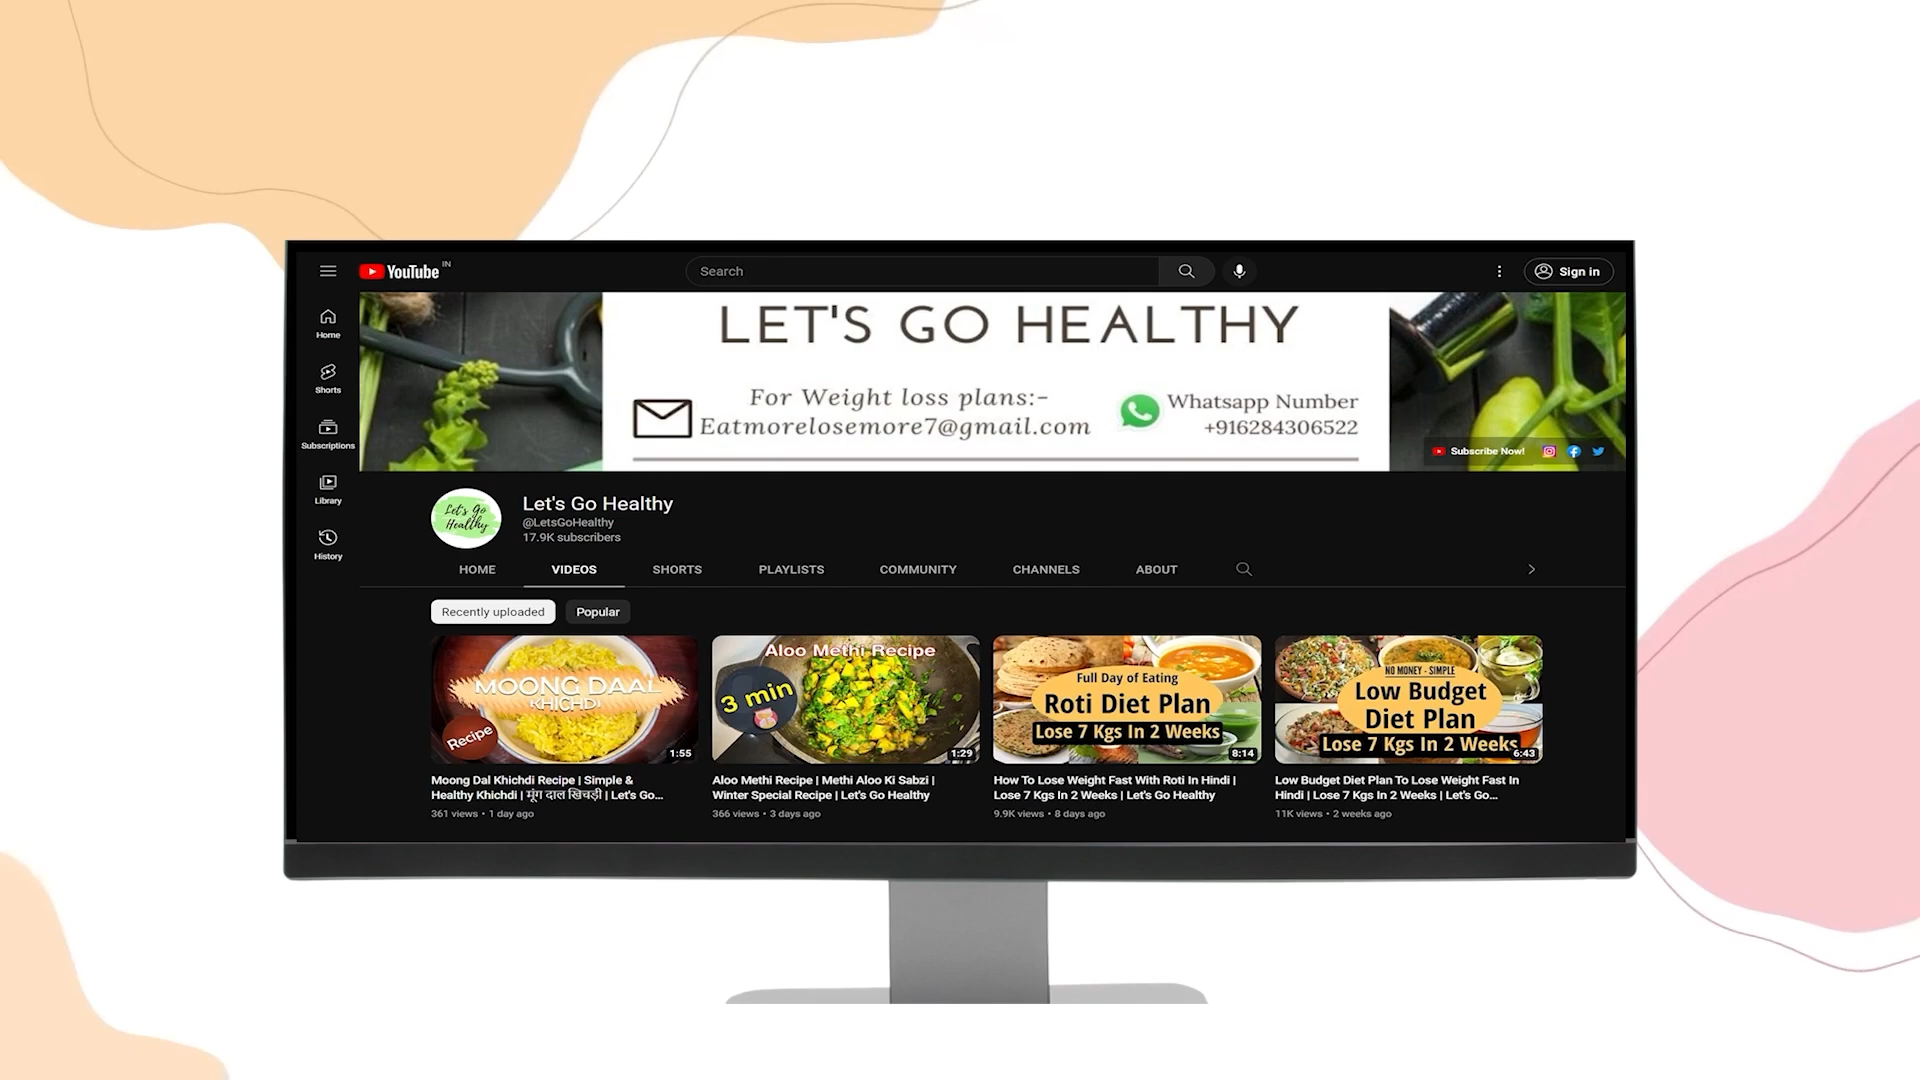 YouTube IN
Search
Sign in
Home
Shorts
Subscriptions
Library
History
LET'S GO HEALTHY
For Weight loss plans:-
Eatmorelosemore7@gmail.com
Whatsapp Number
+916284306522
Subscribe Now!
Let's Go
Healthy
Let's Go Healthy
@LetsGoHealthy
17.9K subscribers
HOME VIDEOS SHORTS PLAYLISTS COMMUNITY CHANNELS ABOUT
Recently uploaded Popular
MOONG DAAL
KHICHDI
Recipe
1:55
Moong Dal Khichdi Recipe | Simple &
Healthy Khichdi | मूंग दाल खिचड़ी | Let's Go...
361 views • 1 day ago
Aloo Methi Recipe
3 min
1:29
Aloo Methi Recipe | Methi Aloo Ki Sabzi |
Winter Special Recipe | Let's Go Healthy
366 views • 3 days ago
Full Day of Eating
Roti Diet Plan
Lose 7 Kgs In 2 Weeks
8:14
How To Lose Weight Fast With Roti In Hindi |
Lose 7 Kgs In 2 Weeks | Let's Go Healthy
9.9K views • 8 days ago
NO MONEY - SIMPLE
Low Budget
Diet Plan
Lose 7 Kgs In 2 Weeks
6:43
Low Budget Diet Plan To Lose Weight Fast In
Hindi | Lose 7 Kgs In 2 Weeks | Let's Go...
11K views • 2 weeks ago